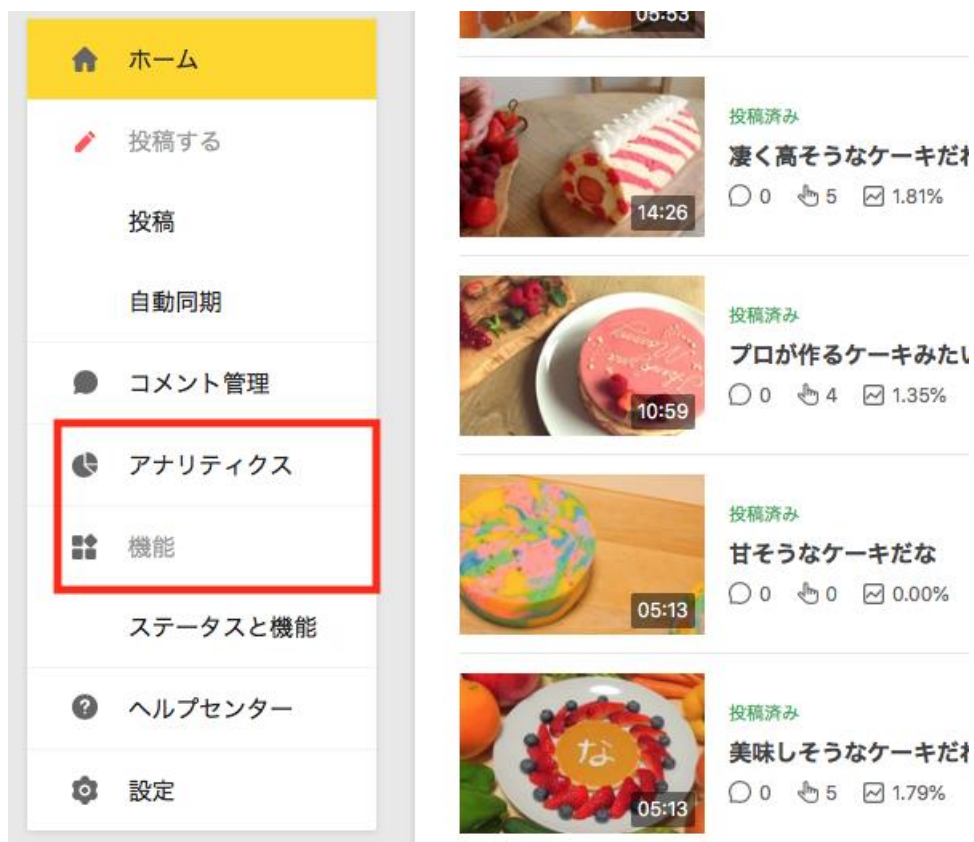 ホーム
投稿する
投稿
自動同期
コメント管理
アナリティクス
機能
ステータスと機能
ヘルプセンター
設定
05:53
14:26
投稿済み
凄く高そうなケーキだ
0 5 1.81%
10:59
投稿済み
プロが作るケーキみた
0 4 1.35%
05:13
投稿済み
甘そうなケーキだな
0 0 0.00%
な
05:13
投稿済み
美味しそうなケーキだ
0 5 1.79%